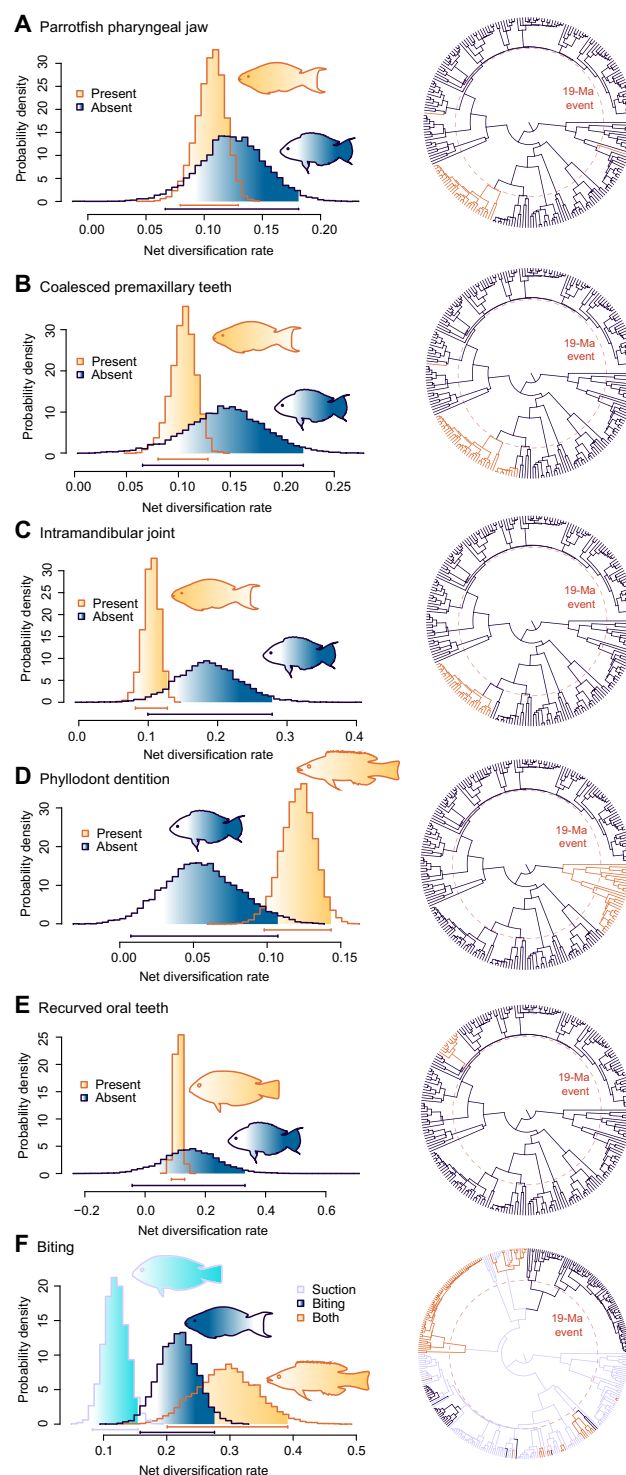 A Parrotfish pharyngeal jaw
Probability density
30
25
20
15
10
5
0
Present
Absent
0.00 0.05 0.10 0.15 0.20
Net diversification rate
19-Ma
event
B Coalesced premaxillary teeth
Probability density
30
20
10
0
Present
Absent
0.00 0.05 0.10 0.15 0.20 0.25
Net diversification rate
19-Ma
event
C Intramandibular joint
Probability density
30
25
20
15
10
5
0
Present
Absent
0.0 0.1 0.2 0.3 0.4
Net diversification rate
19-Ma
event
D Phyllodont dentition
Probability density
30
20
10
0
Present
Absent
0.00 0.05 0.10 0.15
Net diversification rate
19-Ma
event
E Recurved oral teeth
Probability density
25
20
15
10
5
0
Present
Absent
−0.2 0.0 0.2 0.4 0.6
Net diversification rate
19-Ma
event
F Biting
Probability density
20
15
10
5
0
Suction
Biting
Both
0.1 0.2 0.3 0.4 0.5
Net diversification rate
19-Ma
event